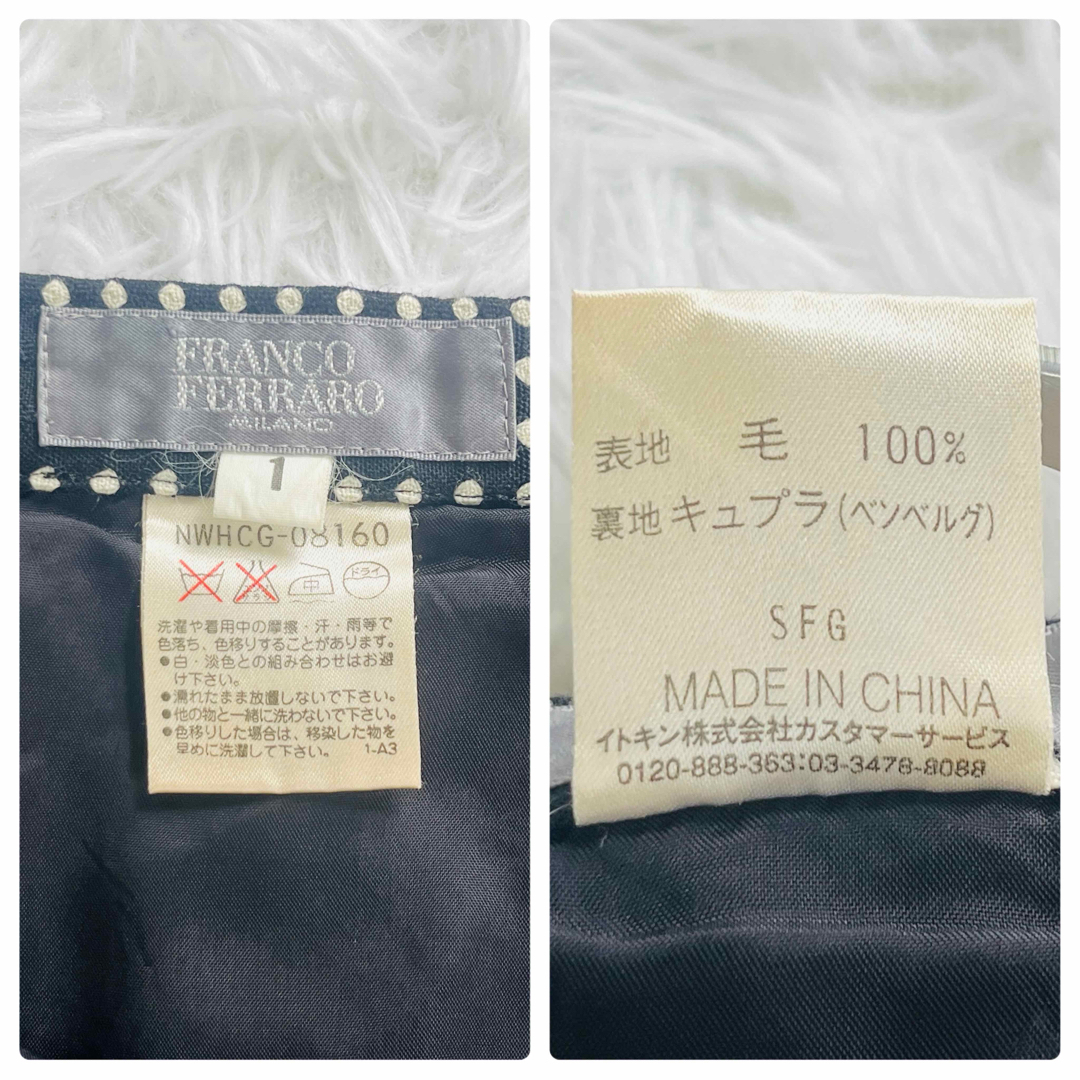 FRANCO
FERRARO
MILANO
1
NWHCG-08160
中
ドライ
洗濯や着用中の摩擦・汗・雨等で
色落ち、色移りすることがあります。
●白・淡色との組み合わせはお避
け下さい。
●濡れたまま放置しないで下さい。
●他の物と一緒に洗わないで下さい。
●色移りした場合は、移染した物を
早めに洗濯して下さい。 1-A3
表地 毛 100%
裏地 キュプラ(ベンベルグ)
SFG
MADE IN CHINA
イトキン株式会社カスタマーサービス
0120-888-363:03-3478-8088